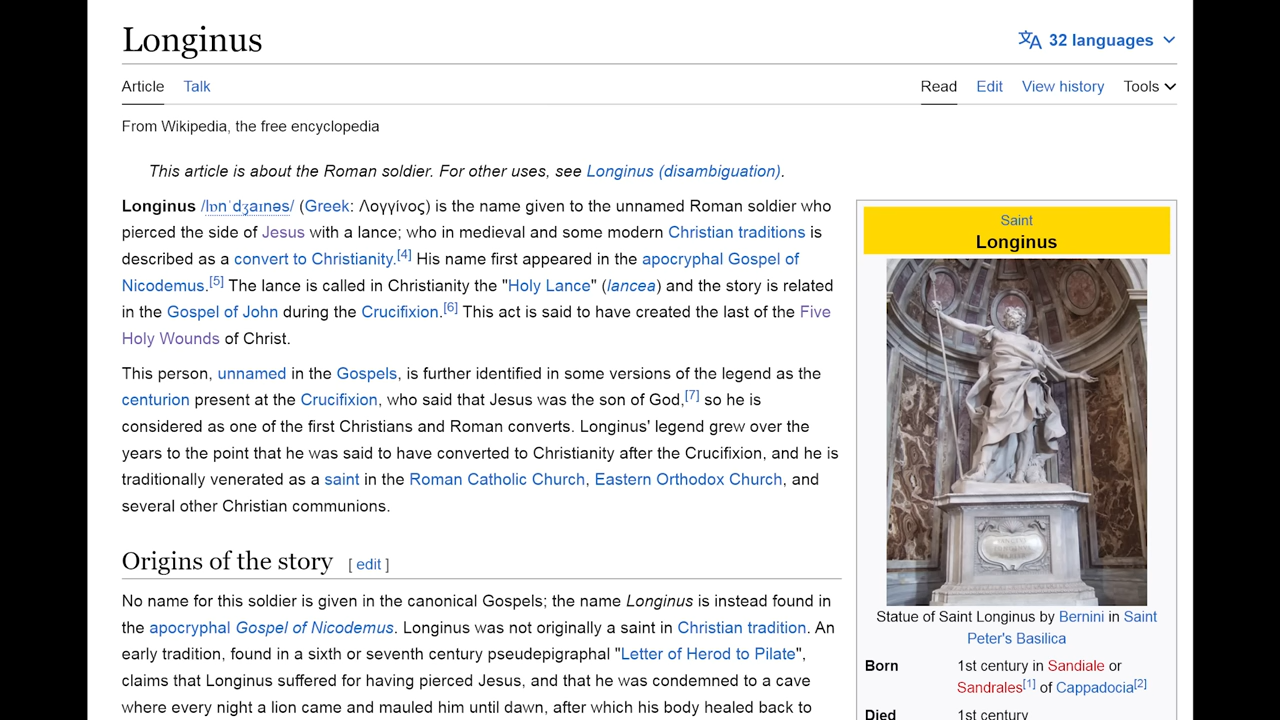 Longinus
32 languages
Article Talk Read Edit View history Tools
From Wikipedia, the free encyclopedia
This article is about the Roman soldier. For other uses, see Longinus (disambiguation).
Longinus /lɒnˈdʒaɪnəs/ (Greek: Λογγίνος) is the name given to the unnamed Roman soldier who
pierced the side of Jesus with a lance; who in medieval and some modern Christian traditions is
described as a convert to Christianity.[4] His name first appeared in the apocryphal Gospel of
Nicodemus.[5] The lance is called in Christianity the "Holy Lance" (lancea) and the story is related
in the Gospel of John during the Crucifixion.[6] This act is said to have created the last of the Five
Holy Wounds of Christ.
This person, unnamed in the Gospels, is further identified in some versions of the legend as the
centurion present at the Crucifixion, who said that Jesus was the son of God,[7] so he is
considered as one of the first Christians and Roman converts. Longinus' legend grew over the
years to the point that he was said to have converted to Christianity after the Crucifixion, and he is
traditionally venerated as a saint in the Roman Catholic Church, Eastern Orthodox Church, and
several other Christian communions.
Origins of the story [ edit ]
No name for this soldier is given in the canonical Gospels; the name Longinus is instead found in
the apocryphal Gospel of Nicodemus. Longinus was not originally a saint in Christian tradition. An
early tradition, found in a sixth or seventh century pseudepigraphal "Letter of Herod to Pilate",
claims that Longinus suffered for having pierced Jesus, and that he was condemned to a cave
where every night a lion came and mauled him until dawn, after which his body healed back to
Saint
Longinus
Statue of Saint Longinus by Bernini in Saint
Peter's Basilica
Born 1st century in Sandiale or
Sandrales[1] of Cappadocia[2]
Died 1st century